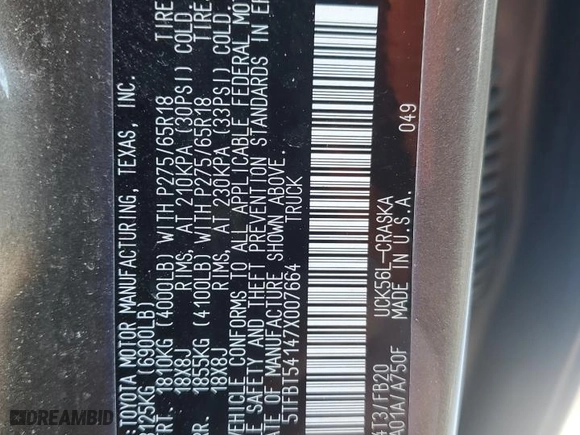 :TOYOTA MOTOR MANUFACTURING, TEXAS, INC.
3125KG (6900LB)
RT. 1810KG (4000LB) WITH P275/65R18 TIRE
18X8J RIMS, AT 210KPA (30PSI) COLD
RR. 1855KG (4100LB) WITH P275/65R18 TIRE
18X8J RIMS, AT 230KPA (33PSI) COLD
VEHICLE CONFORMS TO ALL APPLICABLE FEDERAL MOT
E SAFETY AND THEFT PREVENTION STANDARDS IN EF
DATE OF MANUFACTURE SHOWN ABOVE.
5TFBT54147X007664 TRUCK
049
4T3/FB20 UCK56L-CRASKA
A01A/A750F MADE IN U.S.A.
DREAMBID